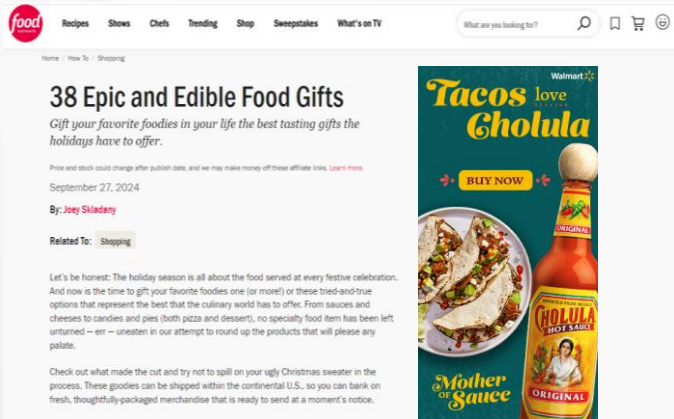 food
network
Recipes Shows Chefs Trending Shop Sweepstakes What's on TV
What are you looking for?
Home / How To / Shopping
38 Epic and Edible Food Gifts
Gift your favorite foodies in your life the best tasting gifts the
holidays have to offer.
Price and stock could change after publish date, and we may make money off these affiliate links. Learn more.
September 27, 2024
By: Joey Skladany
Related To: Shopping
Let's be honest: The holiday season is all about the food served at every festive celebration.
And now is the time to gift your favorite foodies one (or more!) or these tried-and-true
options that represent the best that the culinary world has to offer. From sauces and
cheeses to candies and pies (both pizza and dessert), no specialty food item has been left
unturned — err — uneaten in our attempt to round up the products that will please any
palate.
Check out what made the cut and try not to spill on your ugly Christmas sweater in the
process. These goodies can be shipped within the continental U.S., so you can bank on
fresh, thoughtfully-packaged merchandise that is ready to send at a moment's notice.
Walmart
Tacos love
Cholula
BUY NOW
ORIGINAL
CHOLULA
HOT SAUCE
ORIGINAL
Mother
OF Sauce